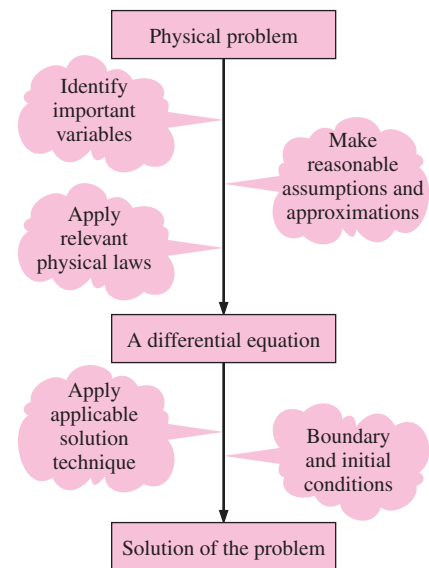 Physical problem
Identify
important
variables
Make
reasonable
assumptions and
approximations
Apply
relevant
physical laws
A differential equation
Apply
applicable
solution
technique
Boundary
and initial
conditions
Solution of the problem